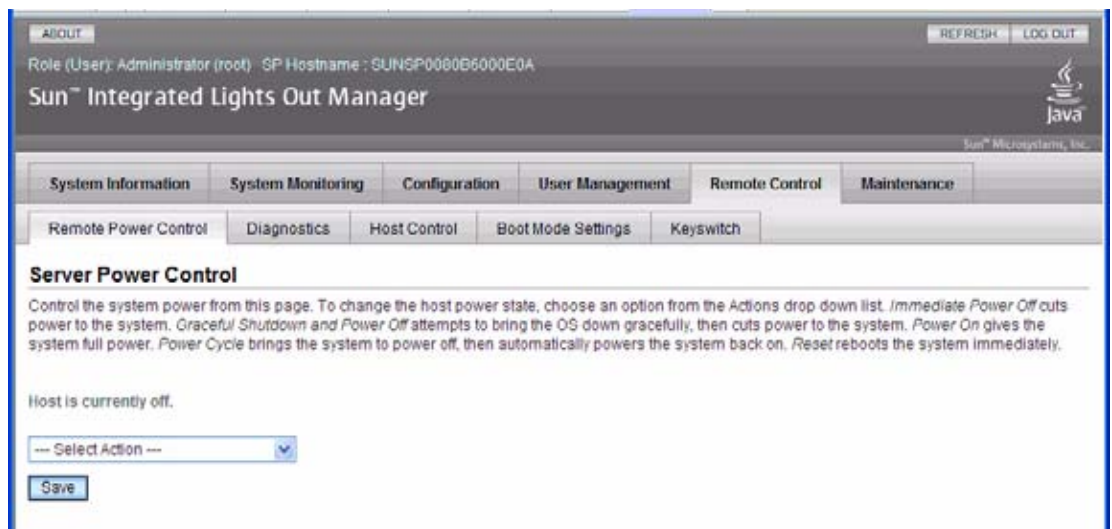 ABOUT
REFRESH
LOG OUT
Role (User): Administrator (root) SP Hostname : SUNSP0080B6000E0A
Sun™ Integrated Lights Out Manager
Java
Sun™ Microsystems, Inc.
System Information
System Monitoring
Configuration
User Management
Remote Control
Maintenance
Remote Power Control
Diagnostics
Host Control
Boot Mode Settings
Keyswitch
Server Power Control
Control the system power from this page. To change the host power state, choose an option from the Actions drop down list. Immediate Power Off cuts
power to the system. Graceful Shutdown and Power Off attempts to bring the OS down gracefully, then cuts power to the system. Power On gives the
system full power. Power Cycle brings the system to power off, then automatically powers the system back on. Reset reboots the system immediately.
Host is currently off.
--- Select Action ---
Save